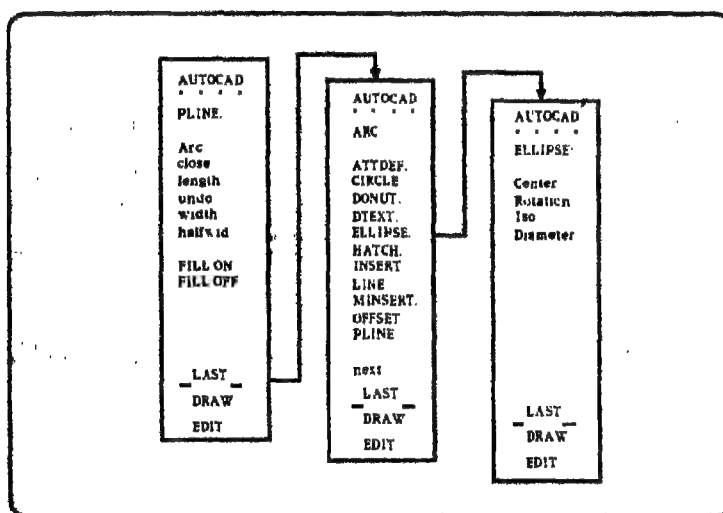 AUTOCAD
* * * *
PLINE.
Arc
close
length
undo
width
halfwid
FILL ON
FILL OFF
_ LAST _
DRAW
EDIT
AUTOCAD
* * * *
ARC
ATTDEF.
CIRCLE
DONUT.
DTEXT.
ELLIPSE.
HATCH.
INSERT
LINE
MINSERT.
OFFSET
PLINE
next
_ LAST _
DRAW
EDIT
AUTOCAD
* * * *
ELLIPSE:
Center
Rotation
Iso
Diameter
_ LAST _
DRAW
EDIT